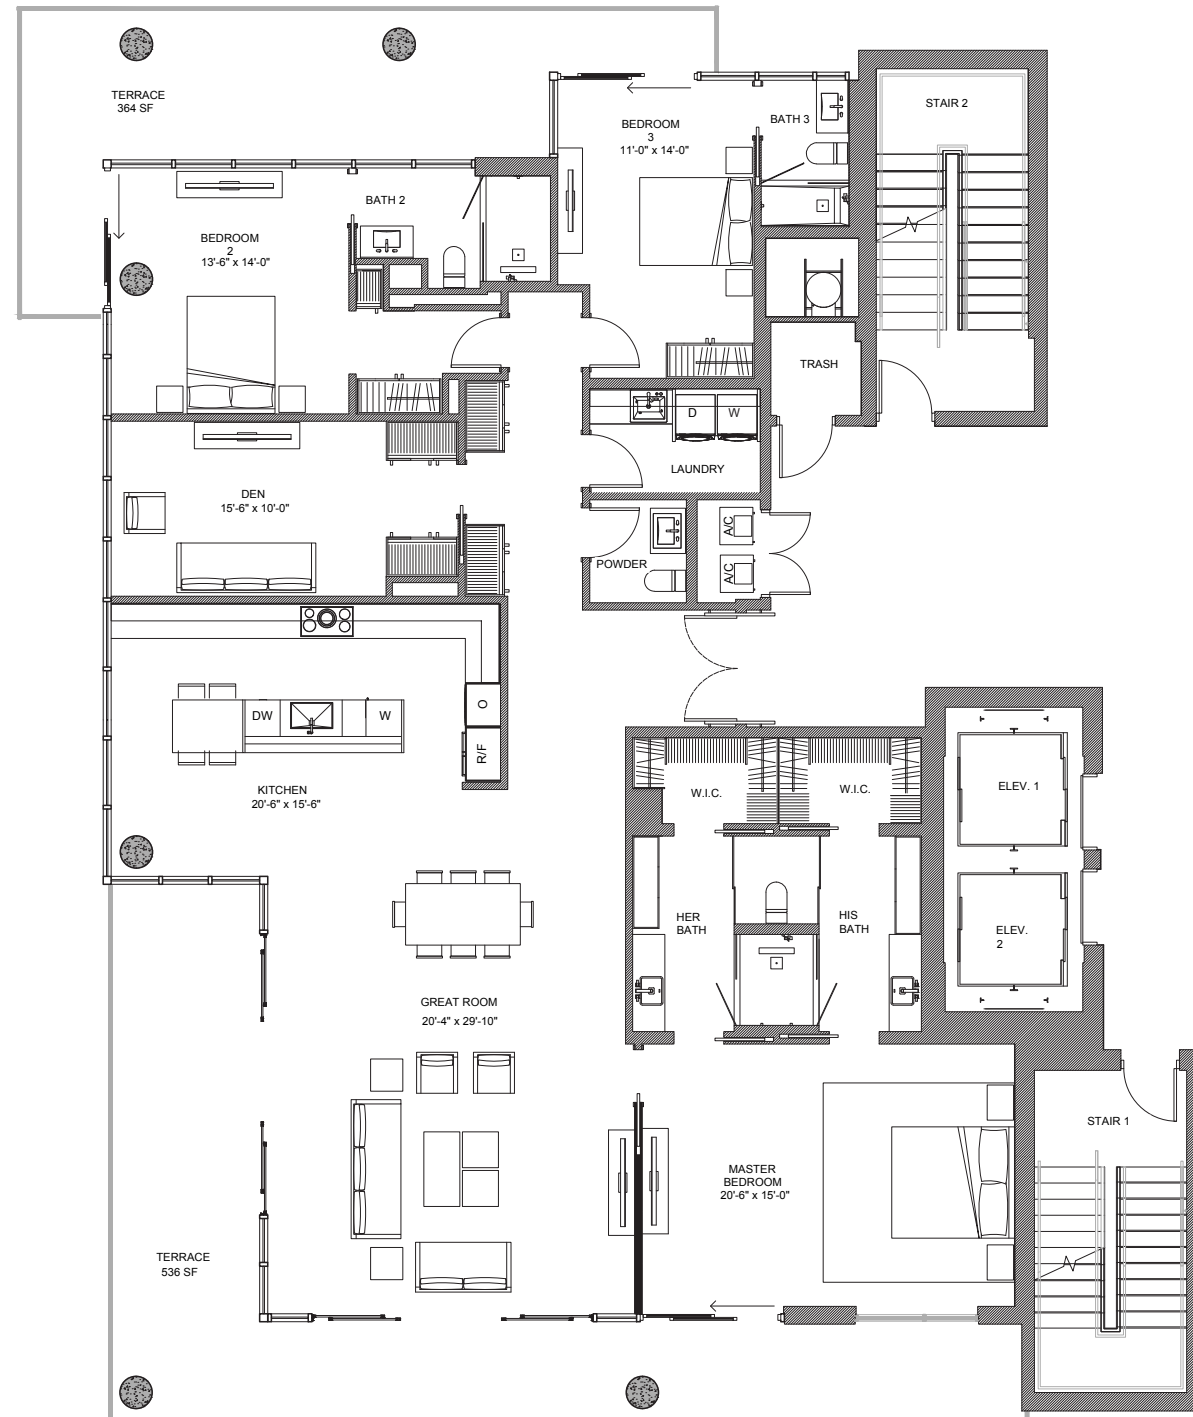 TERRACE
364 SF
STAIR 2
BEDROOM
3
11'-0" x 14'-0"
BATH 3
BATH 2
BEDROOM
2
13'-6" x 14'-0"
TRASH
D
W
LAUNDRY
DEN
15'-6" x 10'-0"
A/C
A/C
POWDER
DW
W
O
R/F
KITCHEN
20'-6" x 15'-6"
W.I.C.
W.I.C.
ELEV. 1
HER
BATH
HIS
BATH
ELEV.
2
GREAT ROOM
20'-4" x 29'-10"
STAIR 1
MASTER
BEDROOM
20'-6" x 15'-0"
TERRACE
536 SF